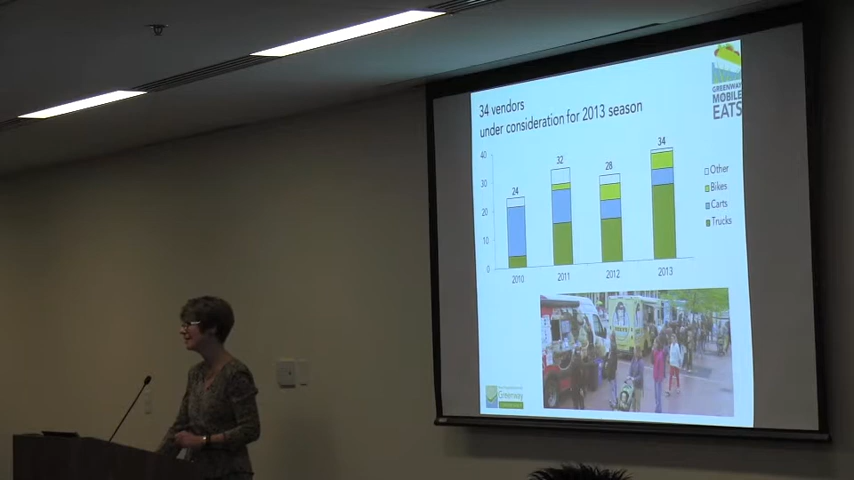 34 vendors
under consideration for 2013 season
GREENWAY
MOBILE
EATS
40
30
20
10
0
24
32
28
34
Other
Bikes
Carts
Trucks
2010
2011
2012
2013
Greenway